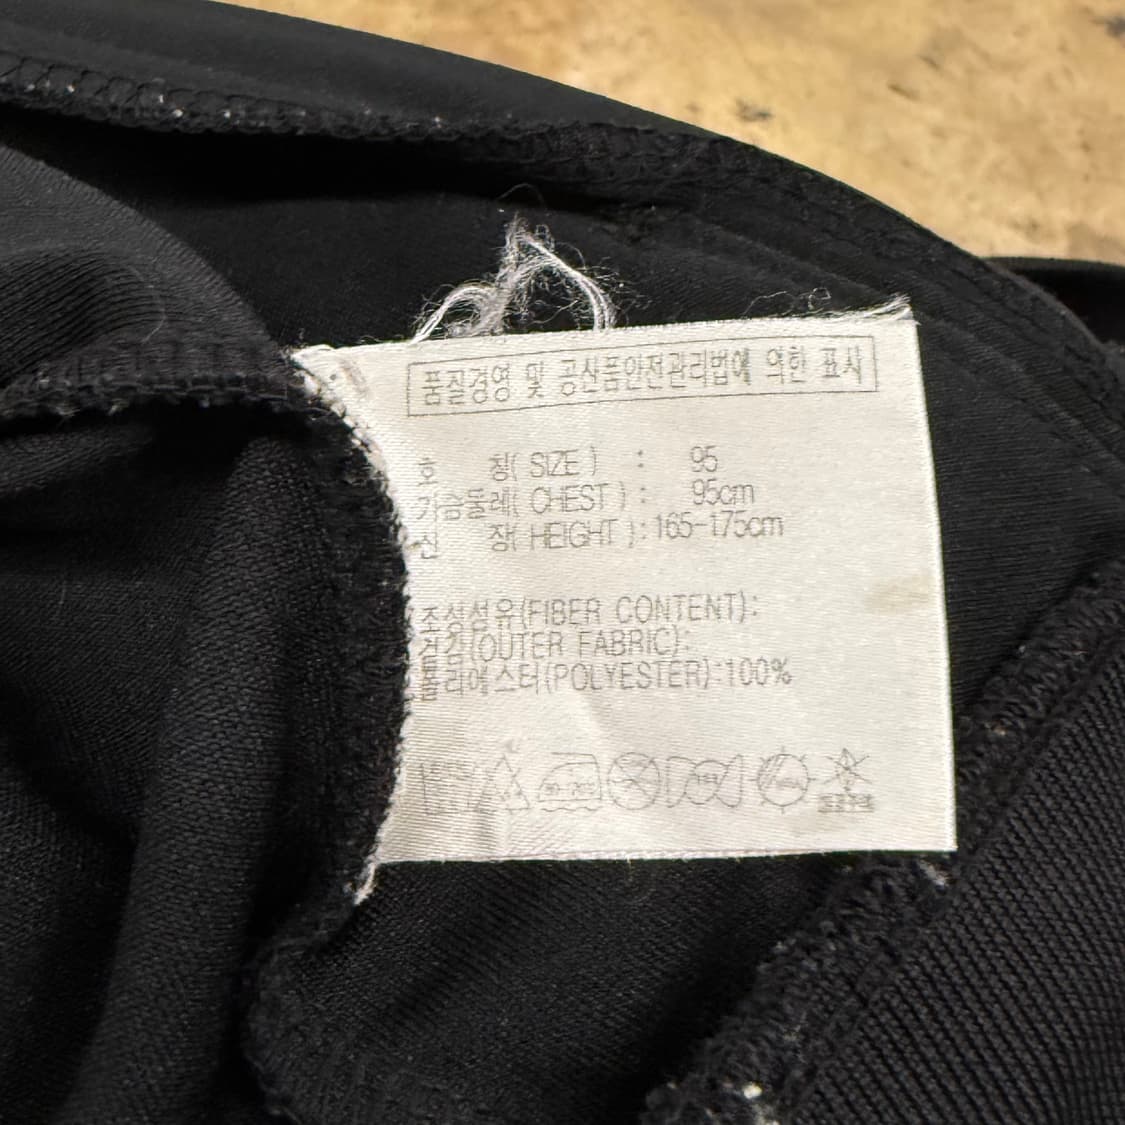 품질경영 및 공산품안전관리법에 의한 표시
호 칭( SIZE ) : 95
가슴둘레( CHEST ) : 95cm
신 장( HEIGHT ) : 165-175cm
조성섬유(FIBER CONTENT):
겉감(OUTER FABRIC):
폴리에스터(POLYESTER):100%